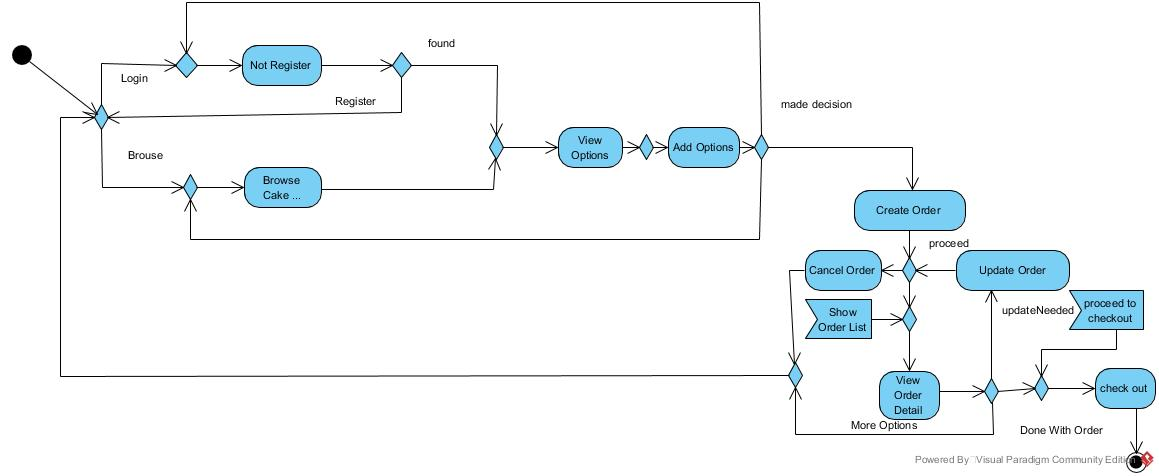 found
Not Register
Login
Register
made decision
View
Options
Add Options
Brouse
Browse
Cake ...
Create Order
proceed
Cancel Order
Update Order
Show
Order List
updateNeeded
proceed to
checkout
View
Order
Detail
check out
More Options
Done With Order
Powered By Visual Paradigm Community Edition